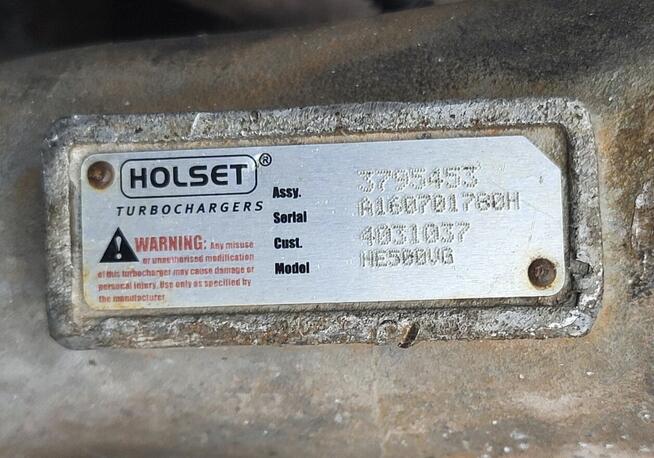 HOLSET®
TURBOCHARGERS
WARNING: Any misuse
or unauthorised modification
of this turbocharger may cause damage or
personal injury. Use only as specified by
the manufacturer.
Assy. 3795453
Serial A160701780H
Cust. 4031037
Model HE500VG